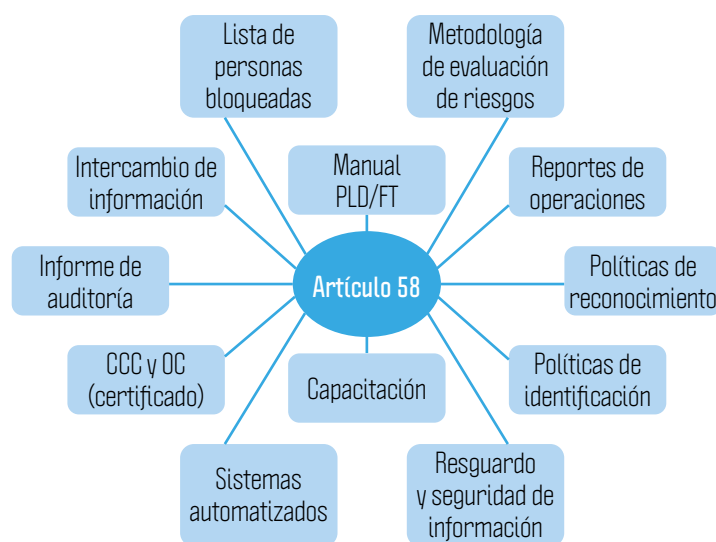 Lista de
personas
bloqueadas
Metodología
de evaluación
de riesgos
Intercambio de
información
Manual
PLD/FT
Reportes de
operaciones
Informe de
auditoría
Artículo 58
Políticas de
reconocimiento
CCC y OC
(certificado)
Capacitación
Políticas de
identificación
Sistemas
automatizados
Resguardo
y seguridad de
información